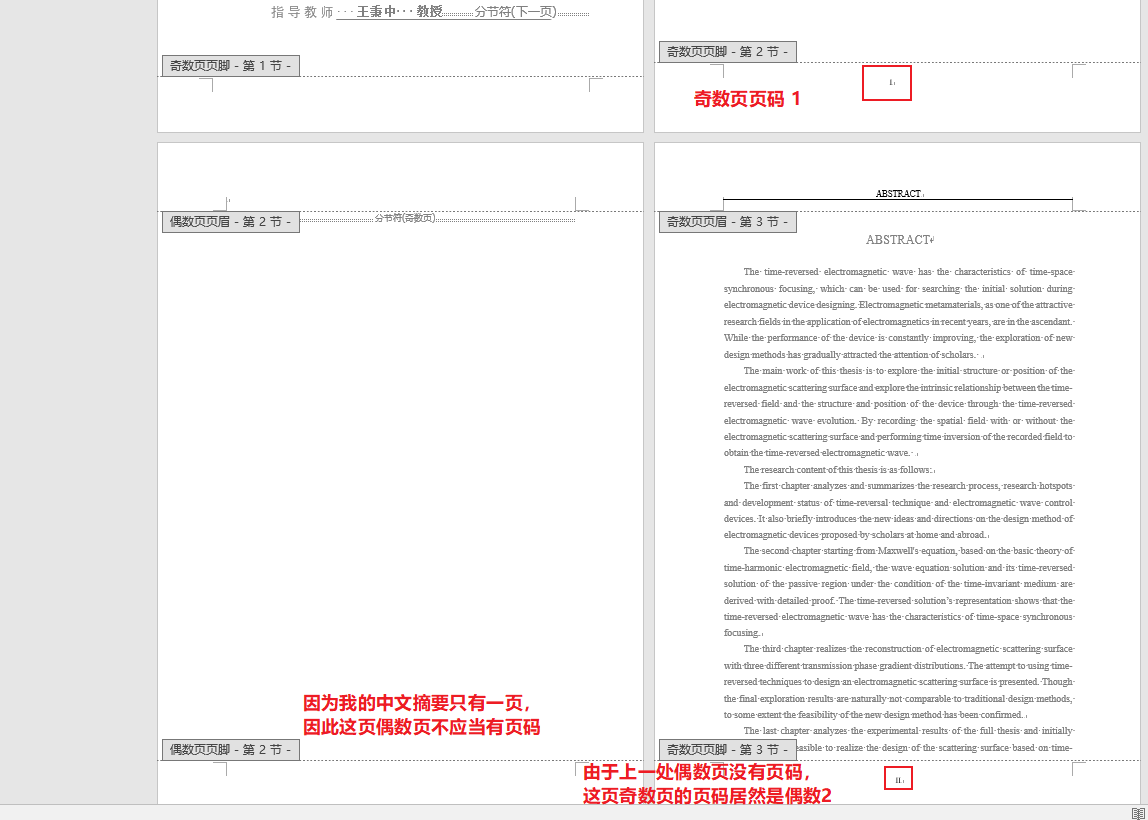 指 导 教 师 王秉中 教授 分节符(下一页)
奇数页页脚 - 第 1 节 -
奇数页页脚 - 第 2 节 -
I
奇数页页码 1
ABSTRACT
偶数页页眉 - 第 2 节 -
分节符(奇数页)
奇数页页眉 - 第 3 节 -
ABSTRACT
The time-reversed electromagnetic wave has the characteristics of time-space
synchronous focusing, which can be used for searching the initial solution during
electromagnetic device designing. Electromagnetic metamaterials, as one of the attractive
research fields in the application of electromagnetics in recent years, are in the ascendant.
While the performance of the device is constantly improving, the exploration of new
design methods has gradually attracted the attention of scholars.
The main work of this thesis is to explore the initial structure or position of the
electromagnetic scattering surface and explore the intrinsic relationship between the time-
reversed field and the structure and position of the device through the time-reversed
electromagnetic wave evolution. By recording the spatial field with or without the
electromagnetic scattering surface and performing time inversion of the recorded field to
obtain the time-reversed electromagnetic wave.
The research content of this thesis is as follows:
The first chapter analyzes and summarizes the research process, research hotspots
and development status of time-reversal technique and electromagnetic wave control
devices. It also briefly introduces the new ideas and directions on the design method of
electromagnetic devices proposed by scholars at home and abroad.
The second chapter starting from Maxwell's equation, based on the basic theory of
time-harmonic electromagnetic field, the wave equation solution and its time-reversed
solution of the passive region under the condition of the time-invariant medium are
derived with detailed proof. The time-reversed solution's representation shows that the
time-reversed electromagnetic wave has the characteristics of time-space synchronous
focusing.
The third chapter realizes the reconstruction of electromagnetic scattering surface
with three different transmission phase gradient distributions. The attempt to using time-
reversed techniques to design an electromagnetic scattering surface is presented. Though
the final exploration results are naturally not comparable to traditional design methods,
to some extent the feasibility of the new design method has been confirmed.
The last chapter analyzes the experimental results of the full thesis and initially
easible to realize the design of the scattering surface based on time-
因为我的中文摘要只有一页，
因此这页偶数页不应当有页码
偶数页页脚 - 第 2 节 -
奇数页页脚 - 第 3 节 -
由于上一处偶数页没有页码，
这页奇数页的页码居然是偶数2
II